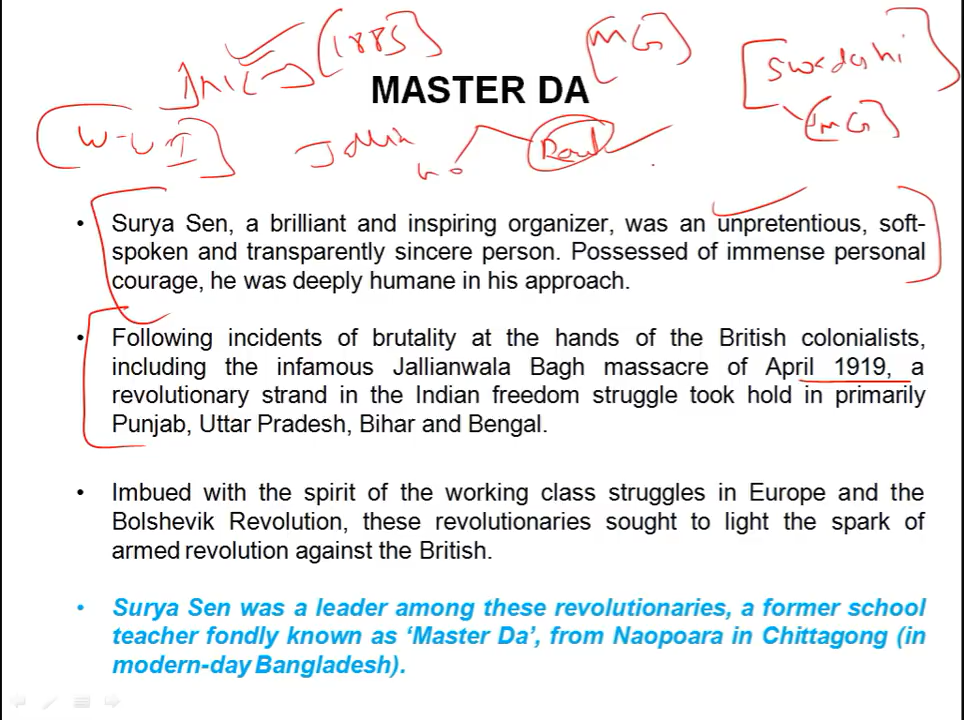 [1885]
[MG]
INC
[Swadeshi
MASTER DA
[MG]
W-W I]
Jallia
Surya Sen, a brilliant and inspiring organizer, was an unpretentious, soft-
spoken and transparently sincere person. Possessed of immense personal
courage, he was deeply humane in his approach.
Following incidents of brutality at the hands of the British colonialists,
including the infamous Jallianwala Bagh massacre of April 1919, a
revolutionary strand in the Indian freedom struggle took hold in primarily
Punjab, Uttar Pradesh, Bihar and Bengal.
Imbued with the spirit of the working class struggles in Europe and the
Bolshevik Revolution, these revolutionaries sought to light the spark of
armed revolution against the British.
Surya Sen was a leader among these revolutionaries, a former school
teacher fondly known as ‘Master Da’, from Naopoara in Chittagong (in
modern-day Bangladesh).